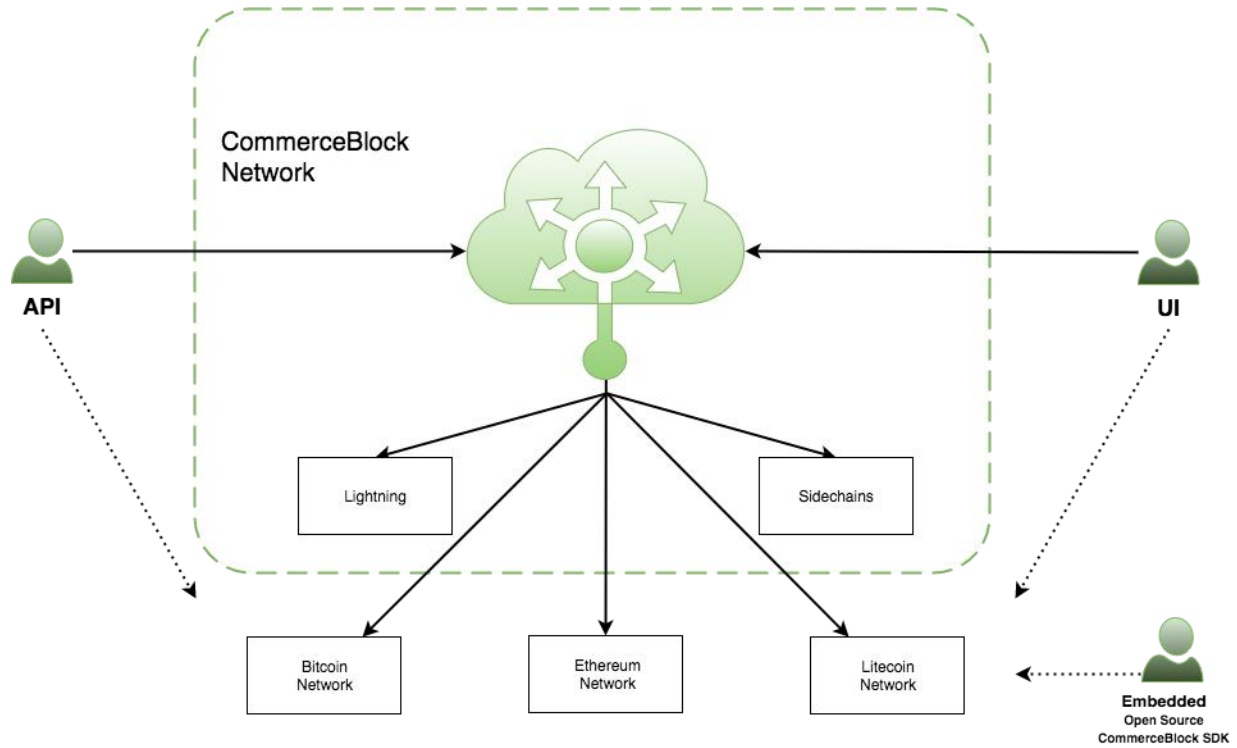 CommerceBlock
Network
API
UI
Lightning
Sidechains
Bitcoin
Network
Ethereum
Network
Litecoin
Network
Embedded
Open Source
CommerceBlock SDK